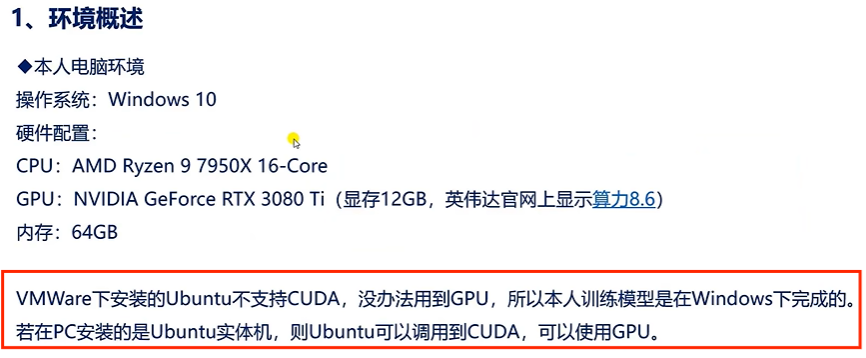 1、环境概述
◆本人电脑环境
操作系统：Windows 10
硬件配置：
CPU：AMD Ryzen 9 7950X 16-Core
GPU：NVIDIA GeForce RTX 3080 Ti（显存12GB，英伟达官网上显示算力8.6）
内存：64GB
VMWare下安装的Ubuntu不支持CUDA，没办法用到GPU，所以本人训练模型是在Windows下完成的。
若在PC安装的是Ubuntu实体机，则Ubuntu可以调用到CUDA，可以使用GPU。